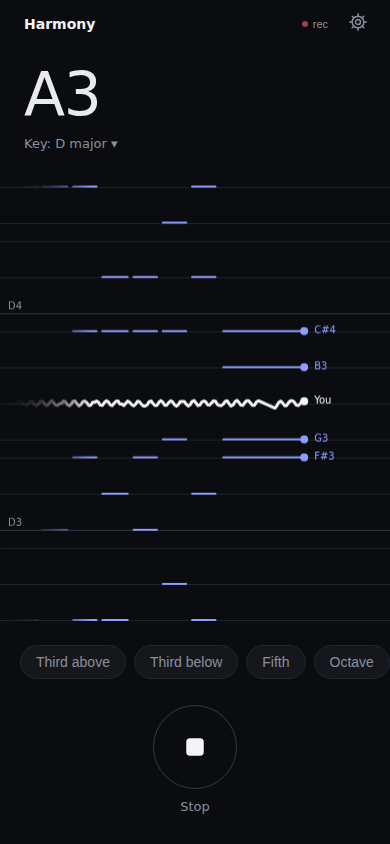 Harmony
rec
A3
Key: D major ▾
D4
C#4
B3
You
G3
F#3
D3
Third above
Third below
Fifth
Octave
Stop